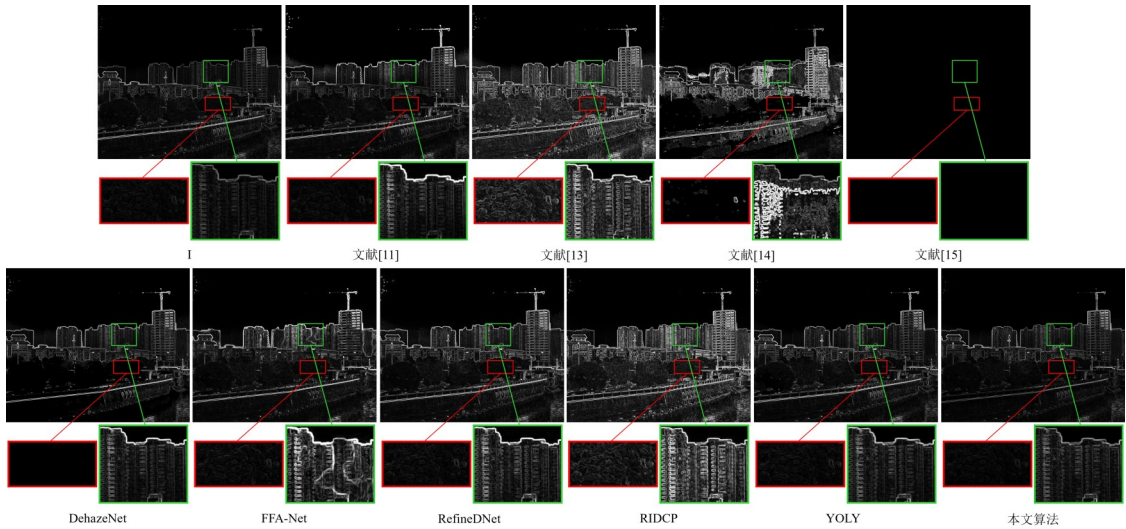 I
文献[11]
文献[13]
文献[14]
文献[15]
DehazeNet
FFA-Net
RefineDNet
RIDCP
YOLY
本文算法